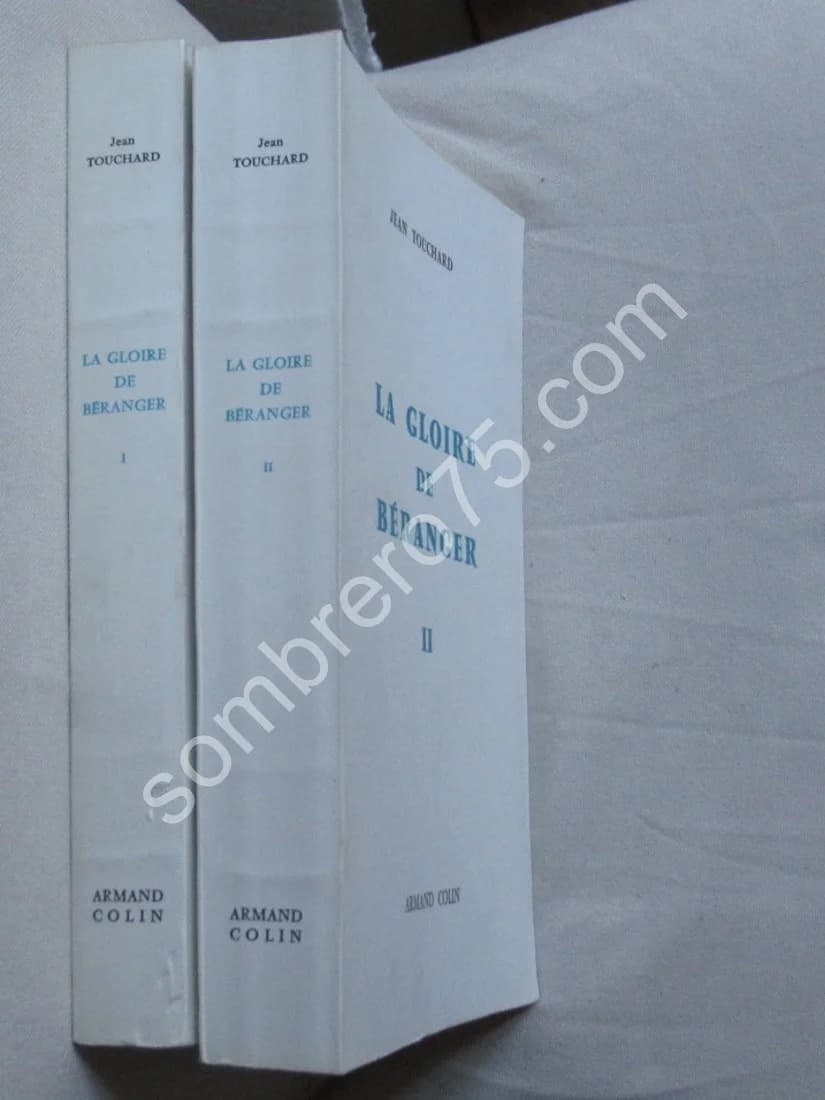 Jean
TOUCHARD
LA GLOIRE
DE
BÉRANGER
I
ARMAND
COLIN
Jean
TOUCHARD
LA GLOIRE
DE
BÉRANGER
II
ARMAND
COLIN
JEAN TOUCHARD
LA GLOIRE
DE
BÉRANGER
II
ARMAND COLIN
sombrero75.com